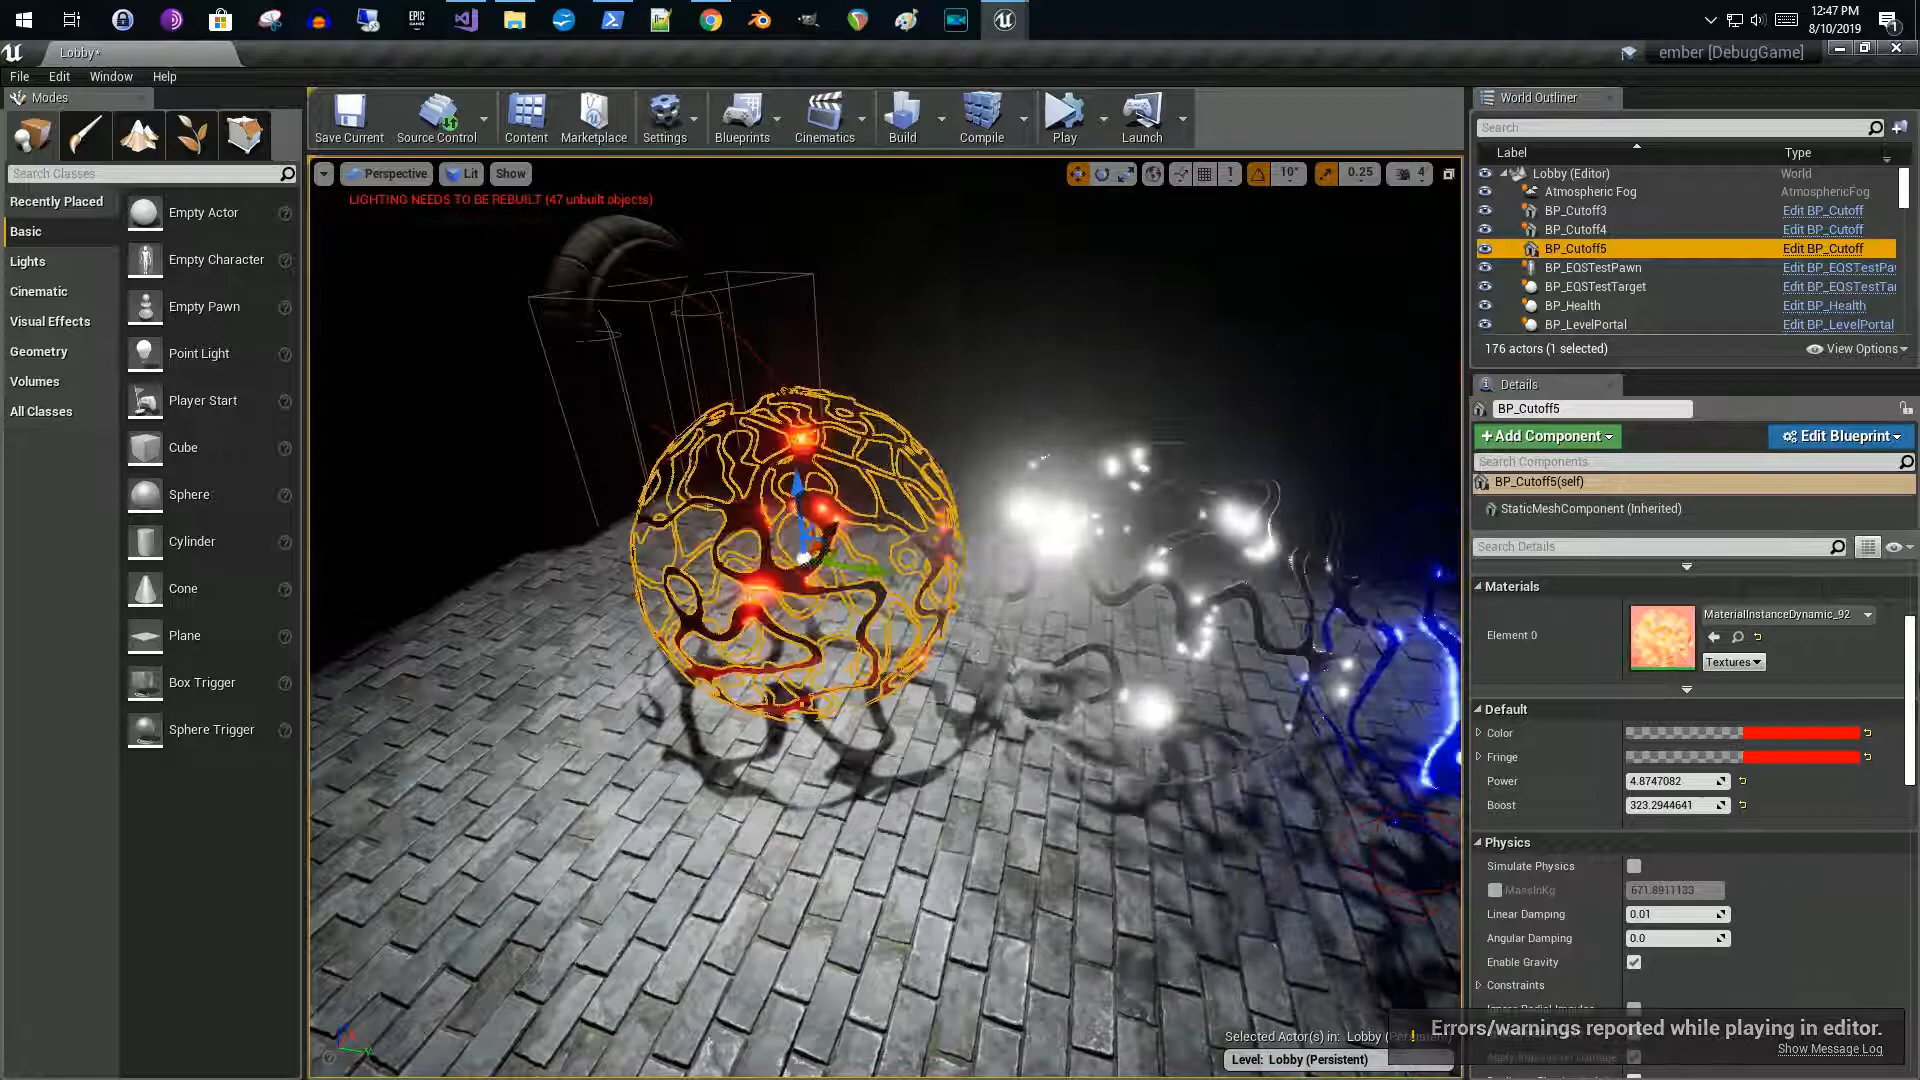 12:47 PM
8/10/2019
1
Lobby*
ember [DebugGame]
File Edit Window Help
Modes
Search Classes
Recently Placed
Basic
Lights
Cinematic
Visual Effects
Geometry
Volumes
All Classes
Empty Actor
Empty Character
Empty Pawn
Point Light
Player Start
Cube
Sphere
Cylinder
Cone
Plane
Box Trigger
Sphere Trigger
EPIC GAMES
Save Current Source Control Content Marketplace Settings Blueprints Cinematics Build Compile Play Launch
Perspective Lit Show
1 10° 0.25 4
LIGHTING NEEDS TO BE REBUILT (47 unbuilt objects)
Selected Actor(s) in: Lobby (
Level: Lobby (Persistent)
World Outliner
Search
Label Type
Lobby (Editor) World
Atmospheric Fog AtmosphericFog
BP_Cutoff3 Edit BP_Cutoff
BP_Cutoff4 Edit BP_Cutoff
BP_Cutoff5 Edit BP_Cutoff
BP_EQSTestPawn Edit BP_EQSTestPa
BP_EQSTestTarget Edit BP_EQSTestTa
BP_Health Edit BP_Health
BP_LevelPortal Edit BP_LevelPortal
176 actors (1 selected) View Options
Details
BP_Cutoff5
+Add Component Edit Blueprint
Search Components
BP_Cutoff5(self)
StaticMeshComponent (Inherited)
Search Details
Materials
Element 0
MaterialInstanceDynamic_92
Textures
Default
Color
Fringe
Power 4.8747082
Boost 323.2944641
Physics
Simulate Physics
MassInKg 671.8911133
Linear Damping 0.01
Angular Damping 0.0
Enable Gravity
Constraints
Errors/warnings reported while playing in editor.
Show Message Log